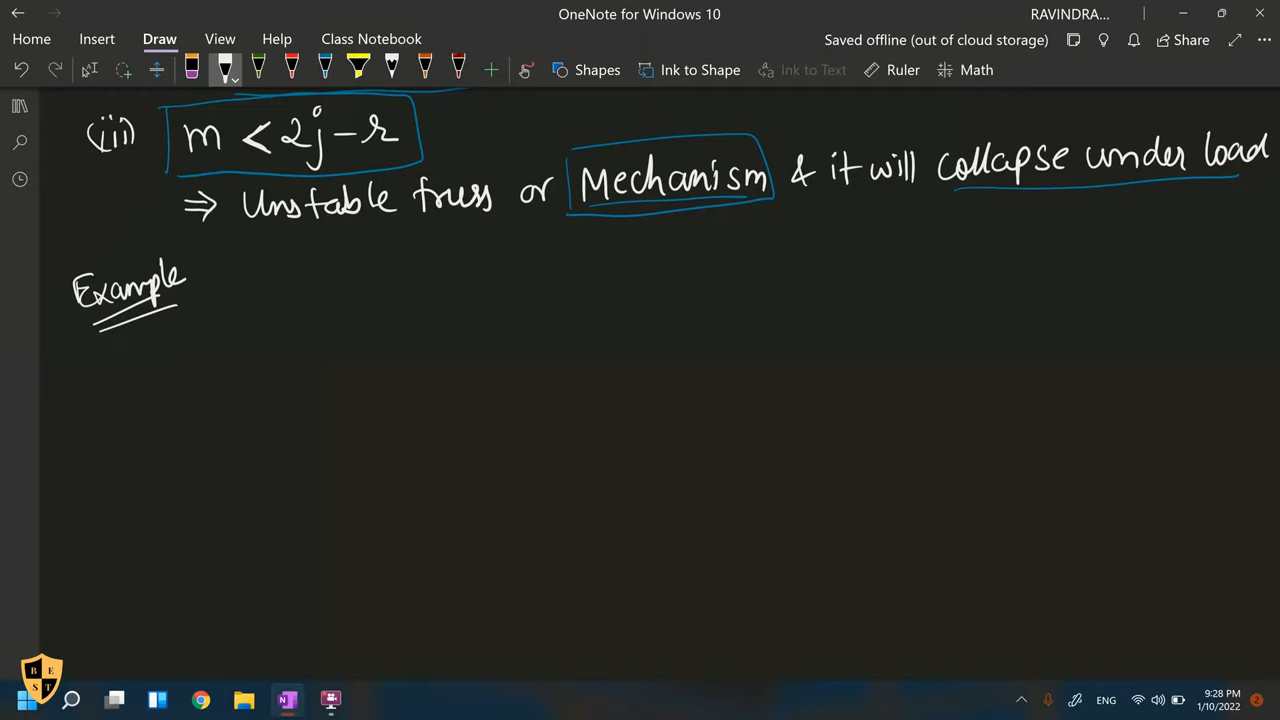 OneNote for Windows 10
RAVINDRA...
Home Insert Draw View Help Class Notebook
Saved offline (out of cloud storage)
Share
Shapes
Ink to Shape
Ink to Text
Ruler
Math
(iii) m < 2j - r
⇒ Unstable truss or Mechanism & it will collapse under load
Example
B E
S T
ENG
9:28 PM
1/10/2022
2